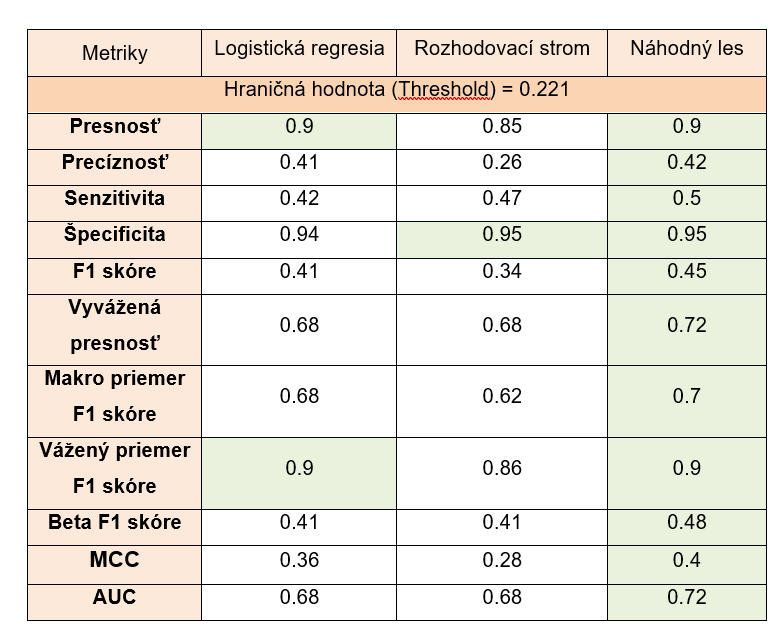 Metriky Logistická regresia Rozhodovací strom Náhodný les
Hraničná hodnota (Threshold) = 0.221
Presnosť 0.9 0.85 0.9
Precíznosť 0.41 0.26 0.42
Senzitivita 0.42 0.47 0.5
Špecificita 0.94 0.95 0.95
F1 skóre 0.41 0.34 0.45
Vyvážená
presnosť 0.68 0.68 0.72
Makro priemer
F1 skóre 0.68 0.62 0.7
Vážený priemer
F1 skóre 0.9 0.86 0.9
Beta F1 skóre 0.41 0.41 0.48
MCC 0.36 0.28 0.4
AUC 0.68 0.68 0.72